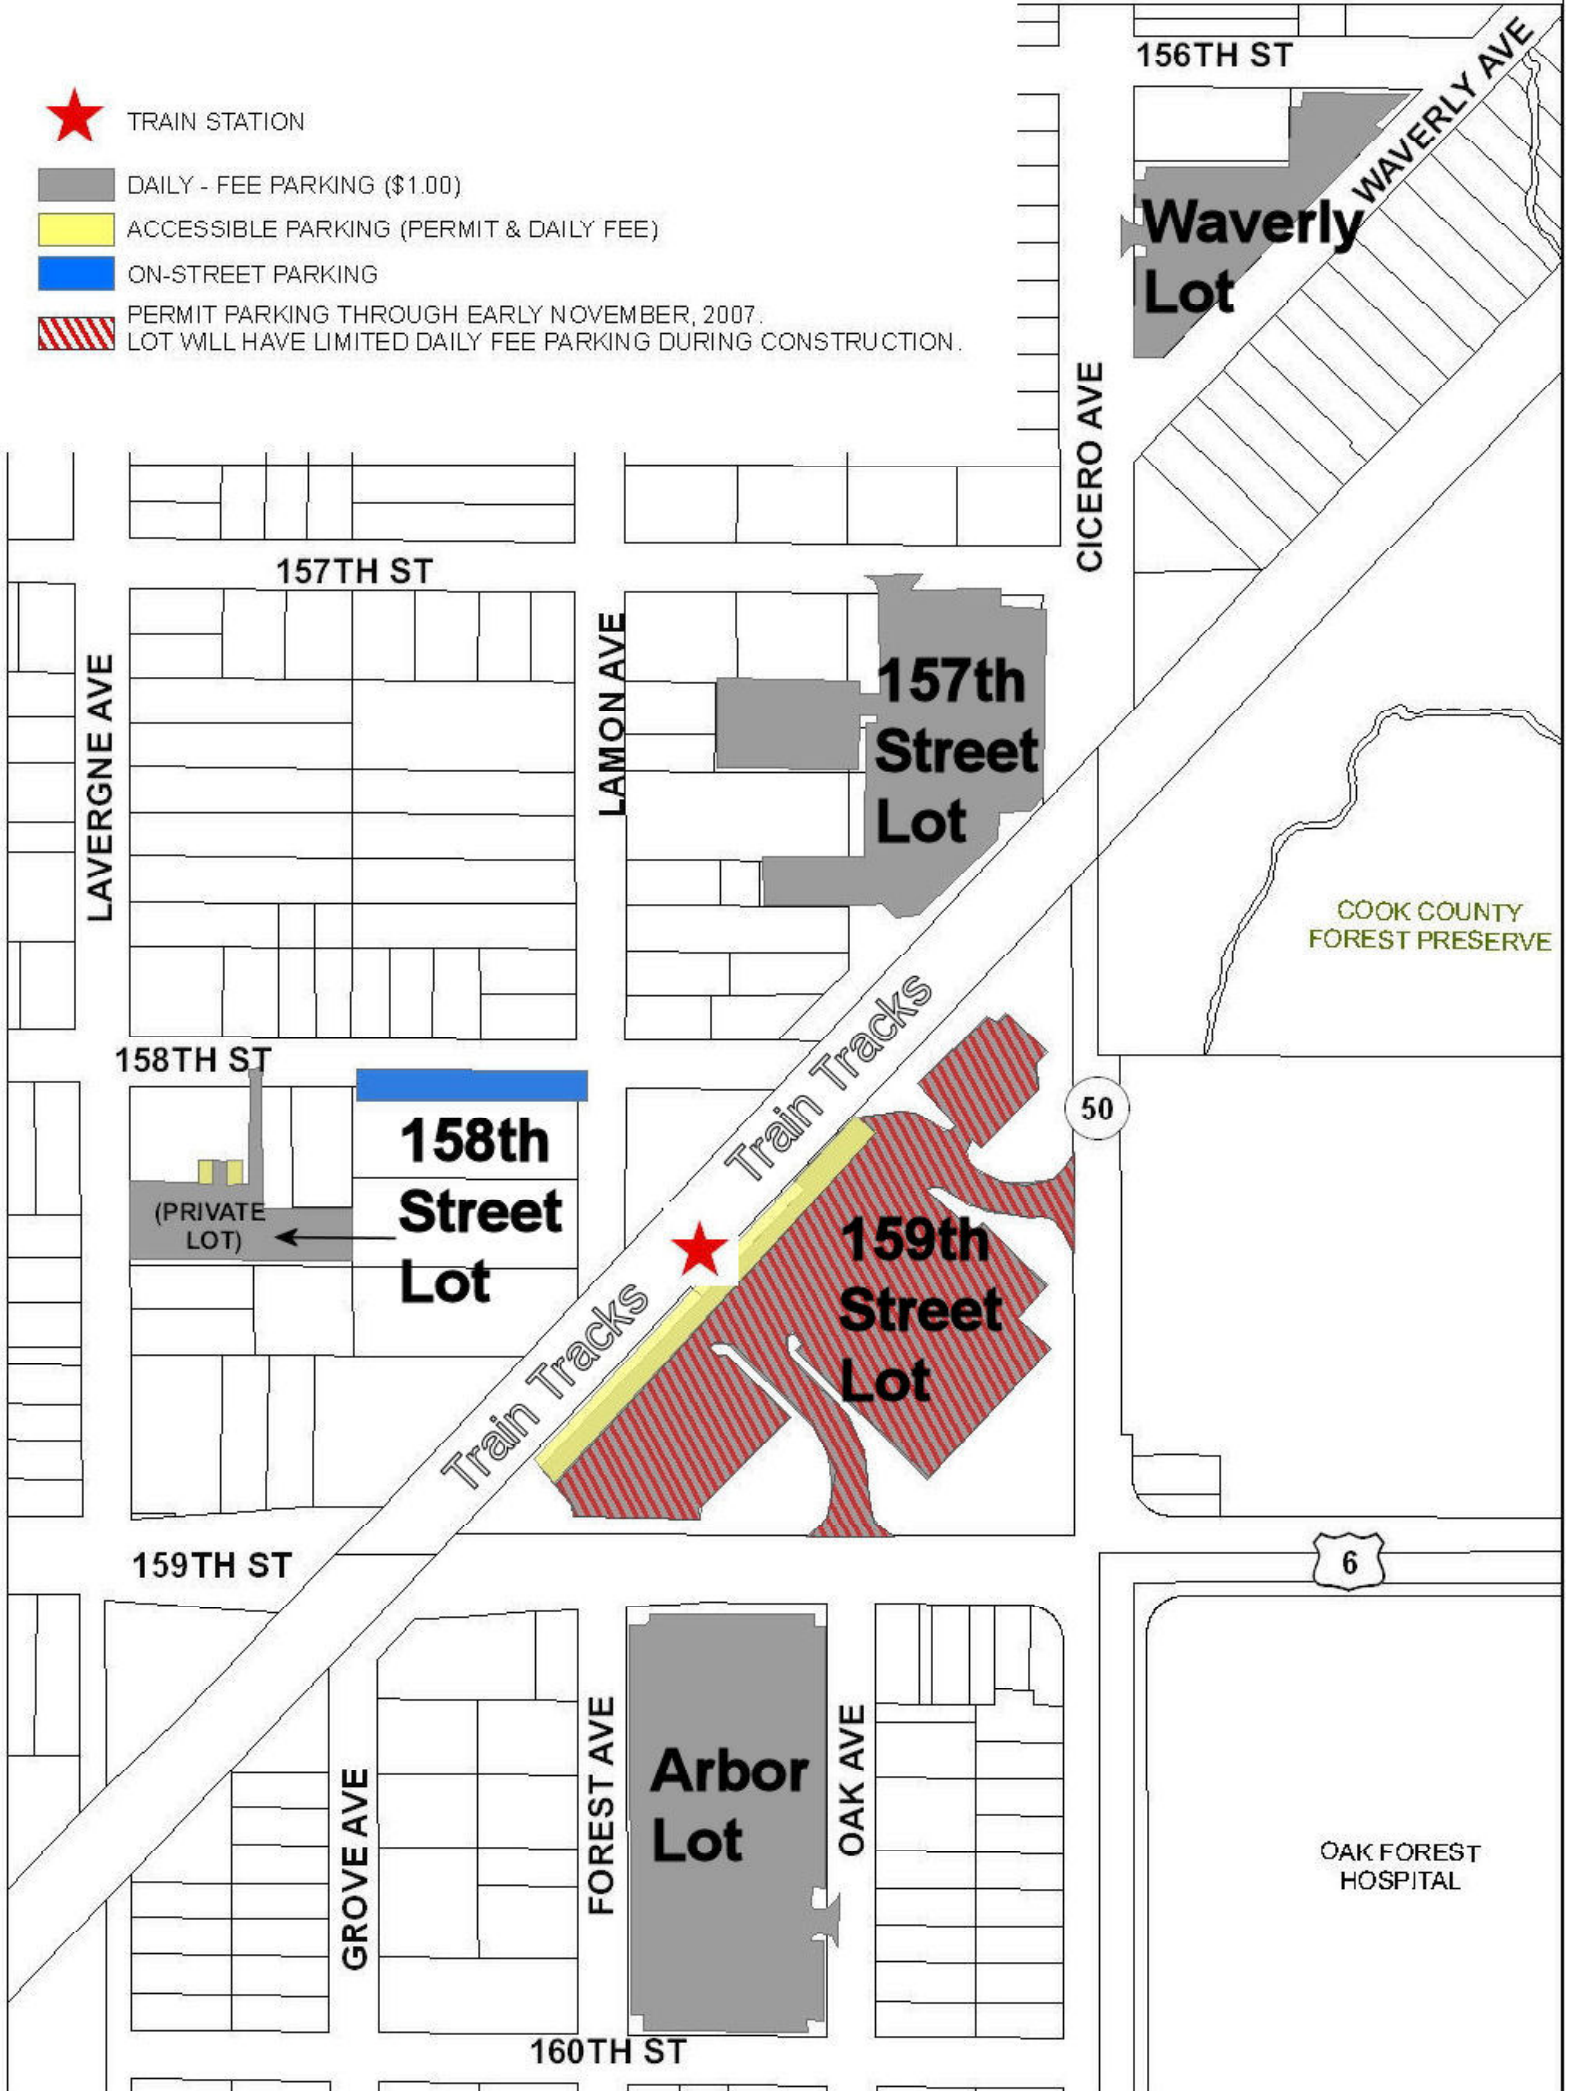 156TH ST
WAVERLY AVE
TRAIN STATION
DAILY - FEE PARKING ($1.00)
ACCESSIBLE PARKING (PERMIT & DAILY FEE)
ON-STREET PARKING
PERMIT PARKING THROUGH EARLY NOVEMBER, 2007.
LOT WILL HAVE LIMITED DAILY FEE PARKING DURING CONSTRUCTION.
Waverly
Lot
CICERO AVE
157TH ST
LAVERGNE AVE
LAMON AVE
157th
Street
Lot
COOK COUNTY
FOREST PRESERVE
Train Tracks
158TH ST
50
158th
Street
Lot
(PRIVATE
LOT)
159th
Street
Lot
Train Tracks
159TH ST
6
Arbor
Lot
FOREST AVE
OAK AVE
GROVE AVE
OAK FOREST
HOSPITAL
160TH ST